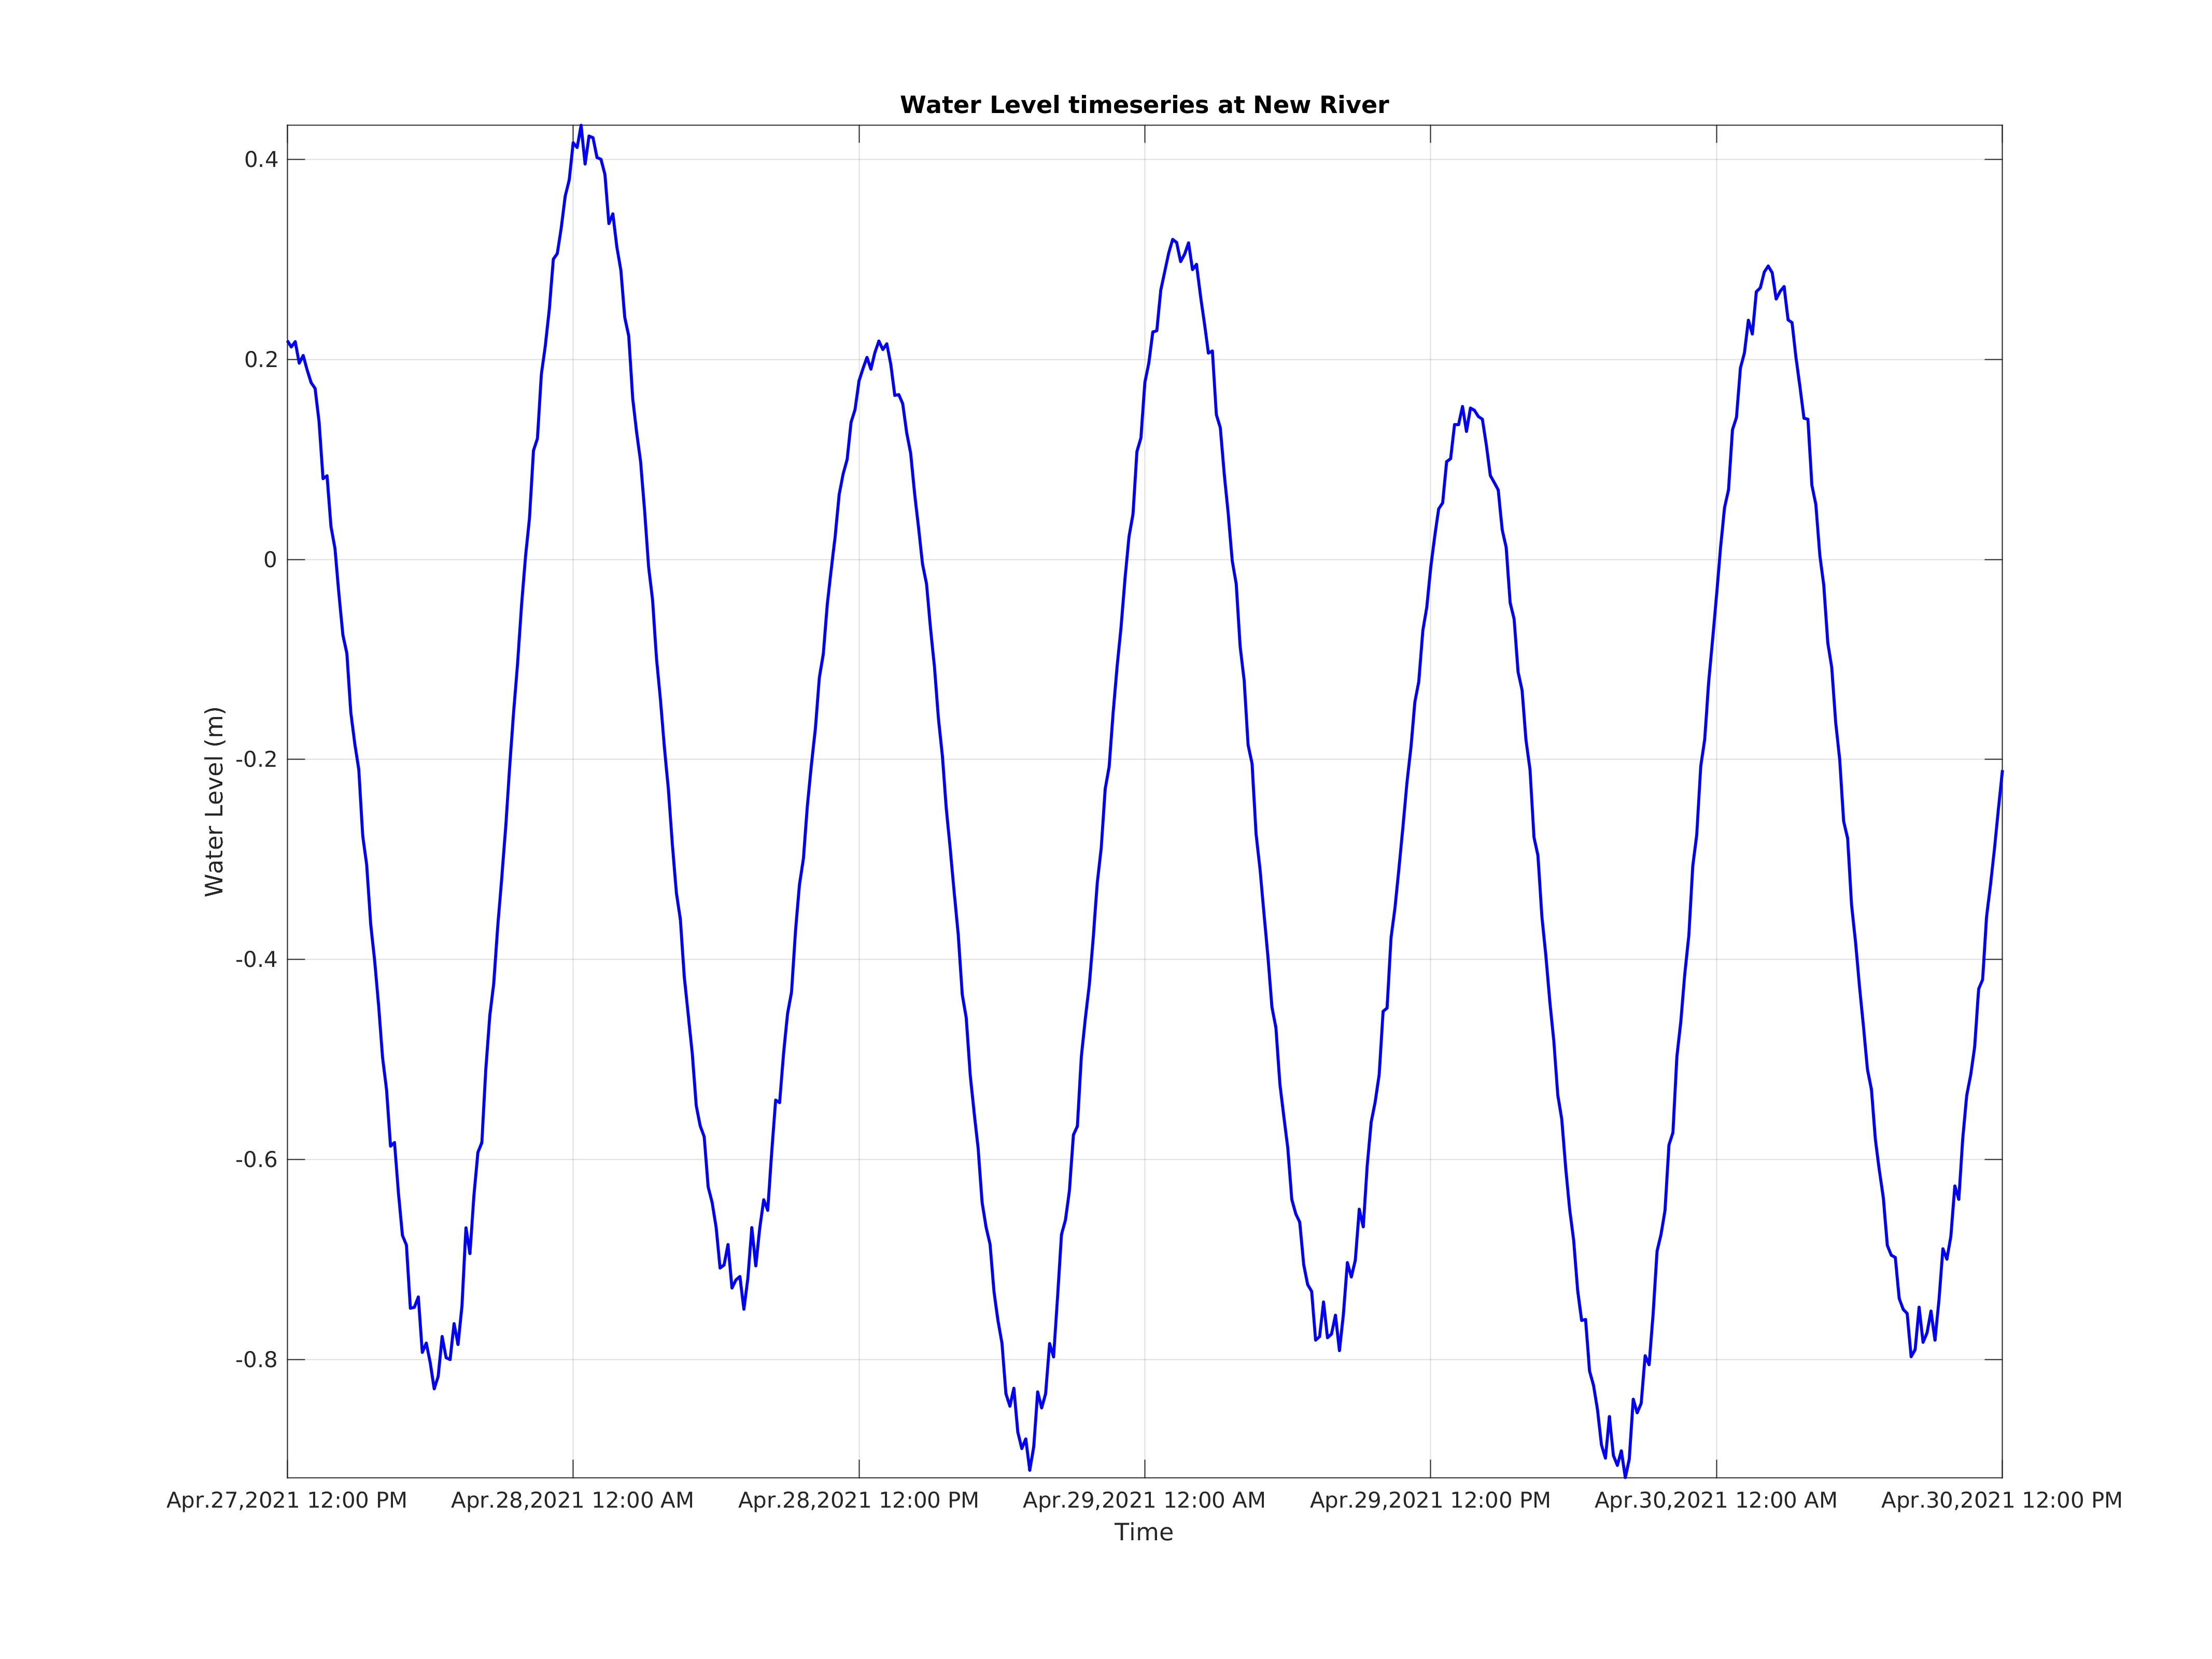 Water Level timeseries at New River
0.4
0.2
0
-0.2
-0.4
-0.6
-0.8
Water Level (m)
Apr.27,2021 12:00 PM Apr.28,2021 12:00 AM Apr.28,2021 12:00 PM Apr.29,2021 12:00 AM Apr.29,2021 12:00 PM Apr.30,2021 12:00 AM Apr.30,2021 12:00 PM
Time